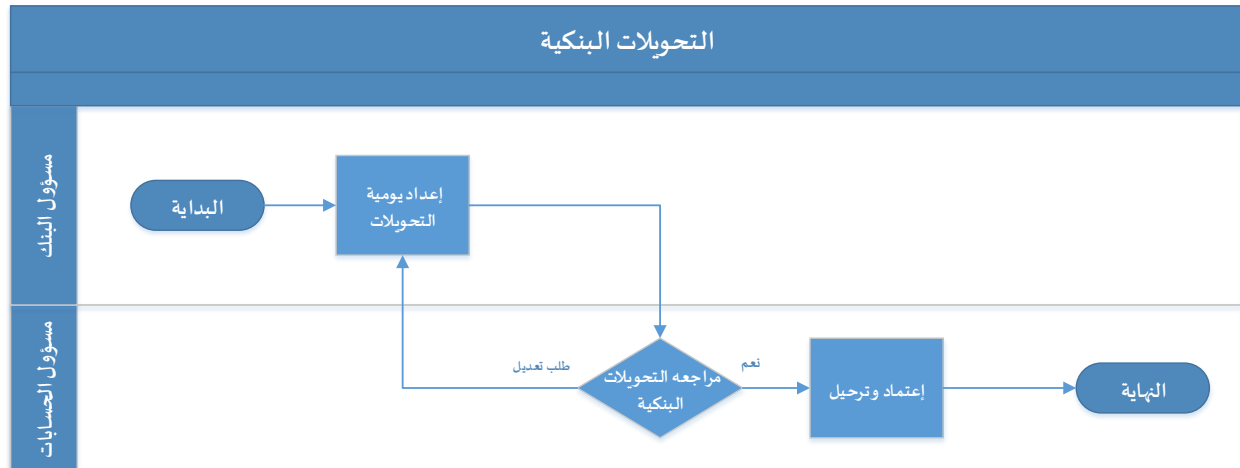 التحويلات البنكية
مسؤول البنك
البداية
إعداد يومية
التحويلات
مسؤول الحسابات
طلب تعديل
مراجعه التحويلات
البنكية
نعم
إعتماد وترحيل
النهاية